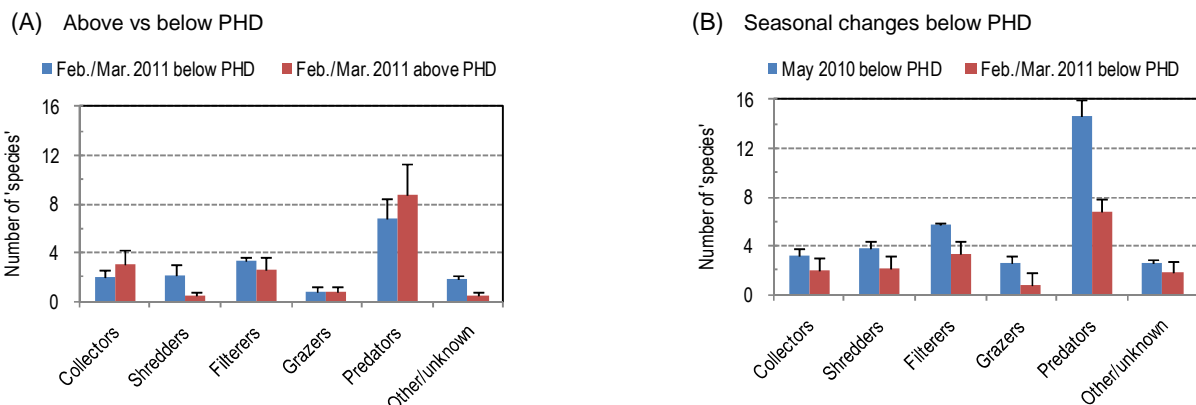 (A) Above vs below PHD
Feb./Mar. 2011 below PHD
Feb./Mar. 2011 above PHD
Number of 'species'
16
12
8
4
0
Collectors
Shredders
Filterers
Grazers
Predators
Other/unknown
(B) Seasonal changes below PHD
May 2010 below PHD
Feb./Mar. 2011 below PHD
Number of 'species'
16
12
8
4
0
Collectors
Shredders
Filterers
Grazers
Predators
Other/unknown